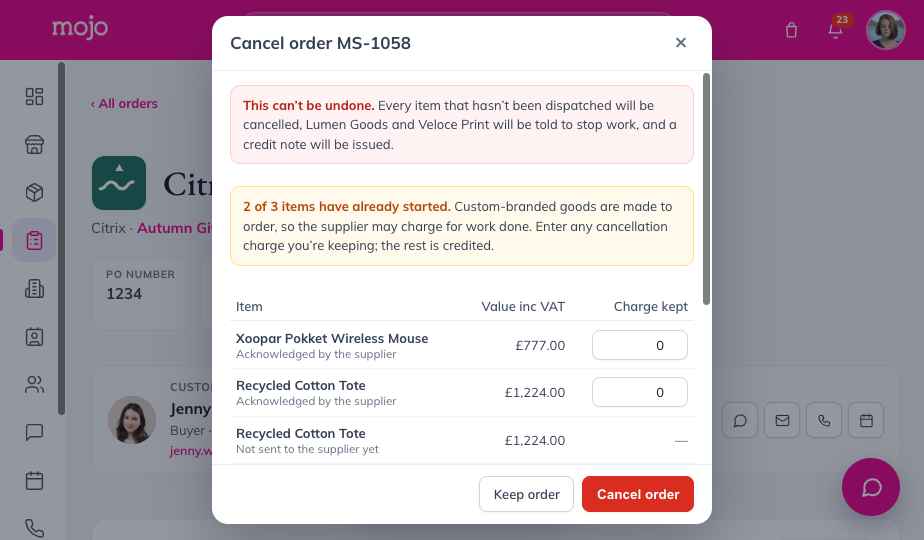 mojo
23
Cancel order MS-1058
‹ All orders
This can't be undone. Every item that hasn't been dispatched will be
cancelled, Lumen Goods and Veloce Print will be told to stop work, and a
credit note will be issued.
2 of 3 items have already started. Custom-branded goods are made to
order, so the supplier may charge for work done. Enter any cancellation
charge you're keeping; the rest is credited.
Citrix ·
PO NUMBER
1234
Item Value inc VAT Charge kept
Xoopar Pokket Wireless Mouse £777.00 0
Acknowledged by the supplier
Recycled Cotton Tote £1,224.00 0
Acknowledged by the supplier
Recycled Cotton Tote £1,224.00 —
Not sent to the supplier yet
Jenny
Buyer ·
Keep order Cancel order